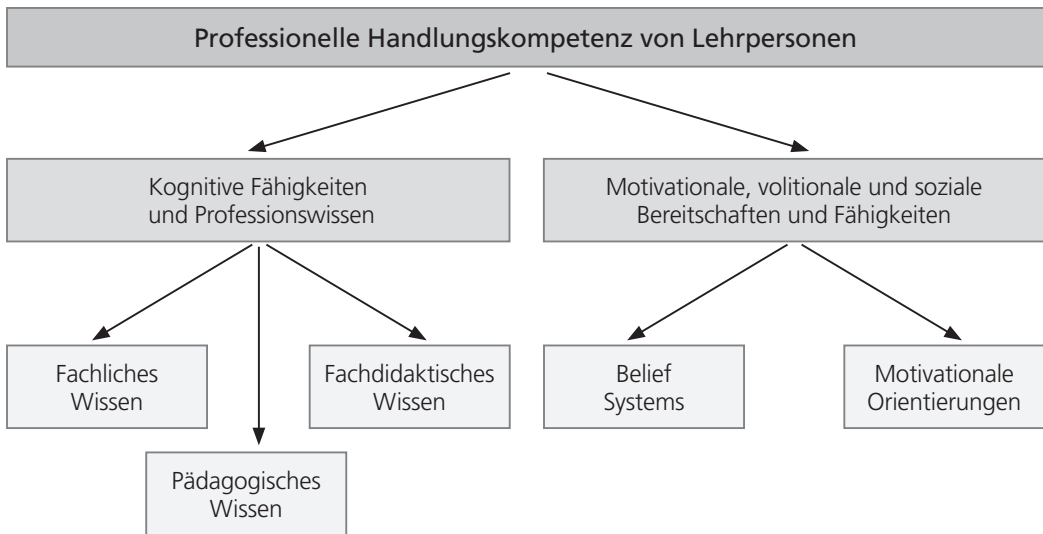 Professionelle Handlungskompetenz von Lehrpersonen
Kognitive Fähigkeiten
und Professionswissen
Motivationale, volitionale und soziale
Bereitschaften und Fähigkeiten
Fachliches
Wissen
Fachdidaktisches
Wissen
Belief
Systems
Motivationale
Orientierungen
Pädagogisches
Wissen